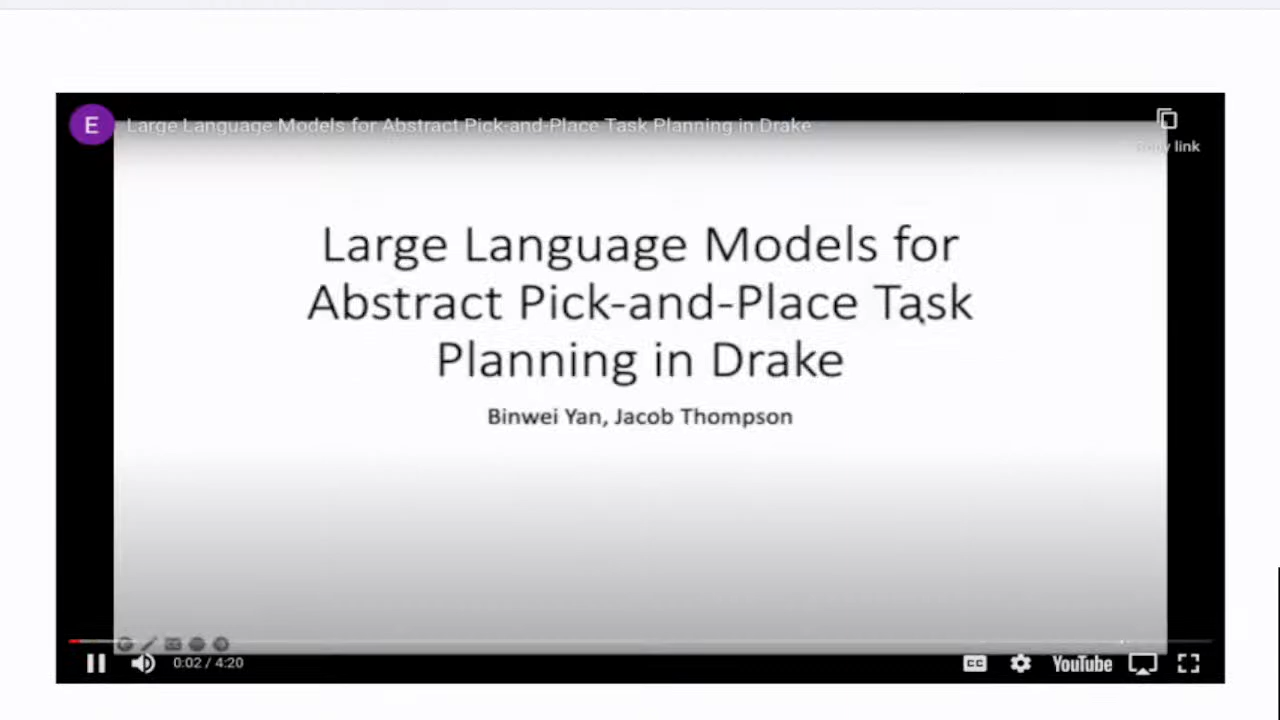 E
Large Language Models for Abstract Pick-and-Place Task Planning in Drake
Copy link
Large Language Models for
Abstract Pick-and-Place Task
Planning in Drake
Binwei Yan, Jacob Thompson
0:02 / 4:20
CC
YouTube